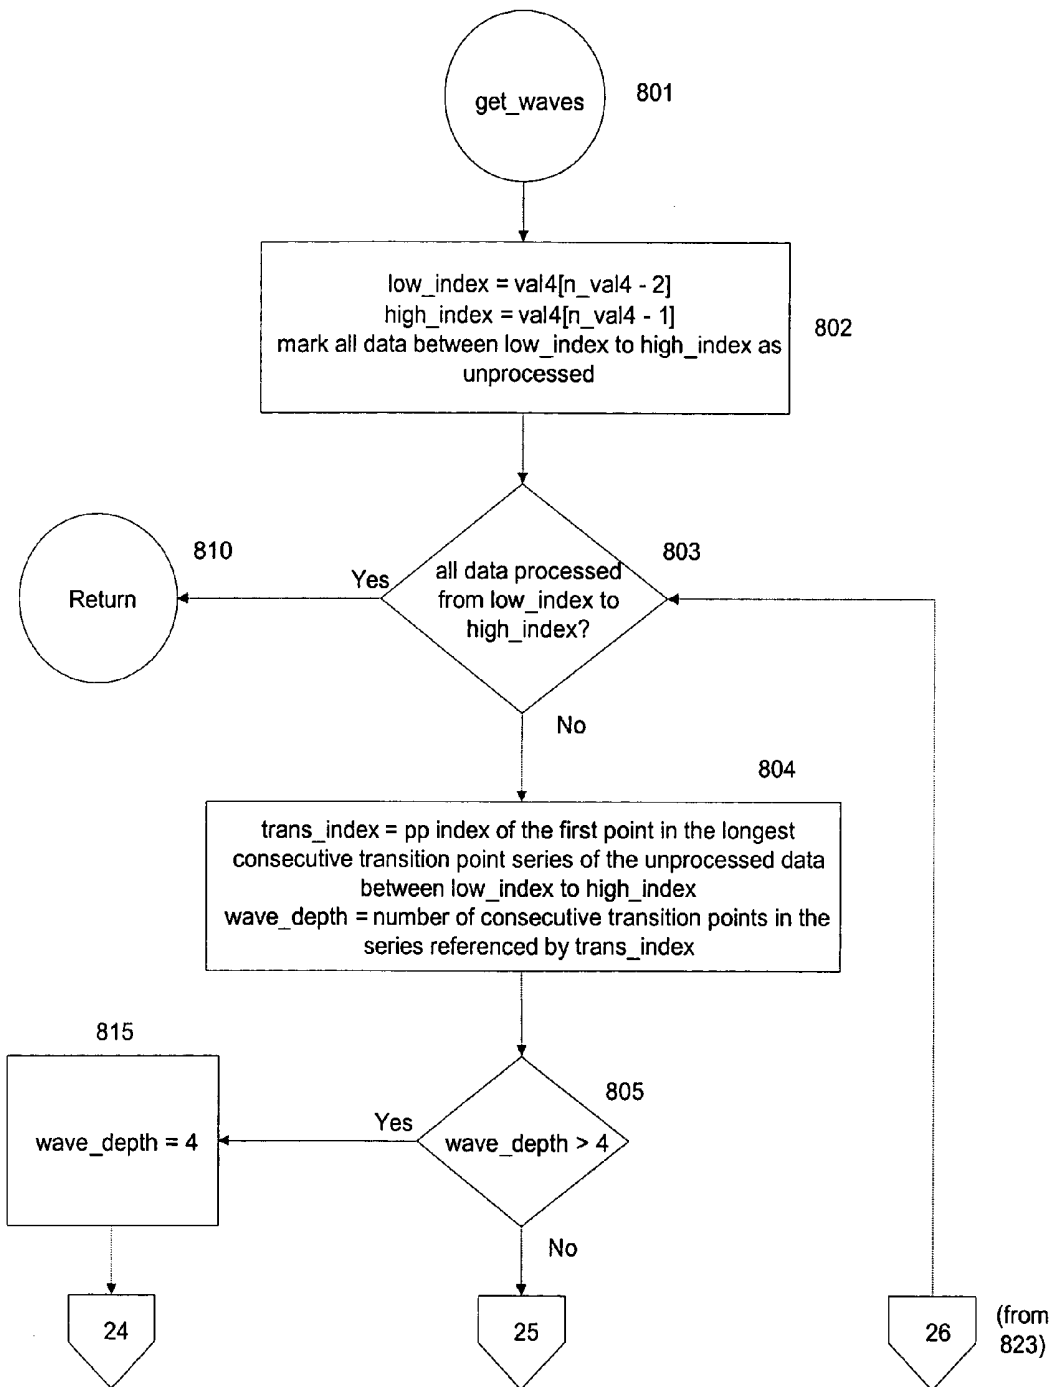 get_waves
801
low_index = val4[n_val4 - 2]
high_index = val4[n_val4 - 1]
mark all data between low_index to high_index as
unprocessed
802
810
Return
Yes
803
all data processed
from low_index to
high_index?
No
804
trans_index = pp index of the first point in the longest
consecutive transition point series of the unprocessed data
between low_index to high_index
wave_depth = number of consecutive transition points in the
series referenced by trans_index
815
wave_depth = 4
Yes
805
wave_depth > 4
No
24
25
26
(from
823)